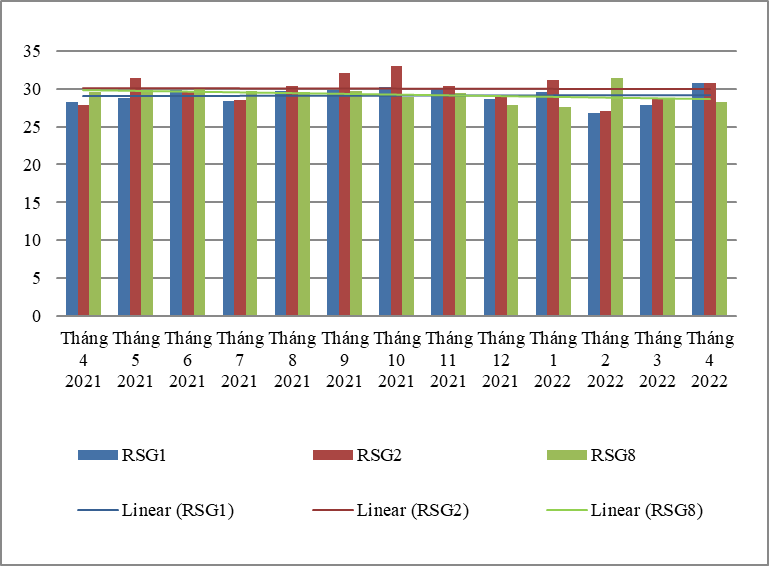 35
30
25
20
15
10
5
0
Tháng Tháng Tháng Tháng Tháng Tháng Tháng Tháng Tháng Tháng Tháng Tháng Tháng
4 5 6 7 8 9 10 11 12 1 2 3 4
2021 2021 2021 2021 2021 2021 2021 2021 2021 2022 2022 2022 2022
RSG1 RSG2 RSG8
Linear (RSG1) Linear (RSG2) Linear (RSG8)